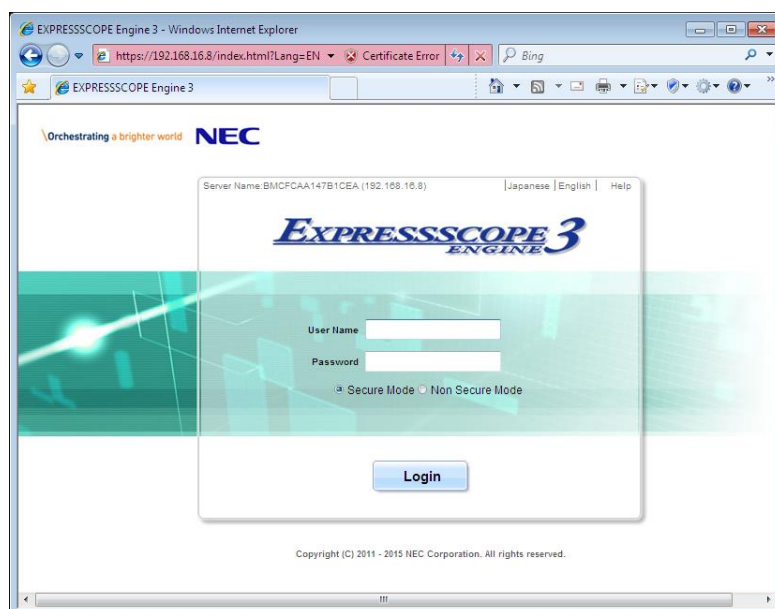 EXPRESSSCOPE Engine 3 - Windows Internet Explorer
https://192.168.16.8/index.html?Lang=EN Certificate Error Bing
EXPRESSSCOPE Engine 3
\Orchestrating a brighter world NEC
Server Name:BMCFCAA147B1CEA (192.168.16.8) |Japanese |English | Help
EXPRESSSCOPE 3
ENGINE
User Name
Password
Secure Mode Non Secure Mode
Login
Copyright (C) 2011 - 2015 NEC Corporation. All rights reserved.